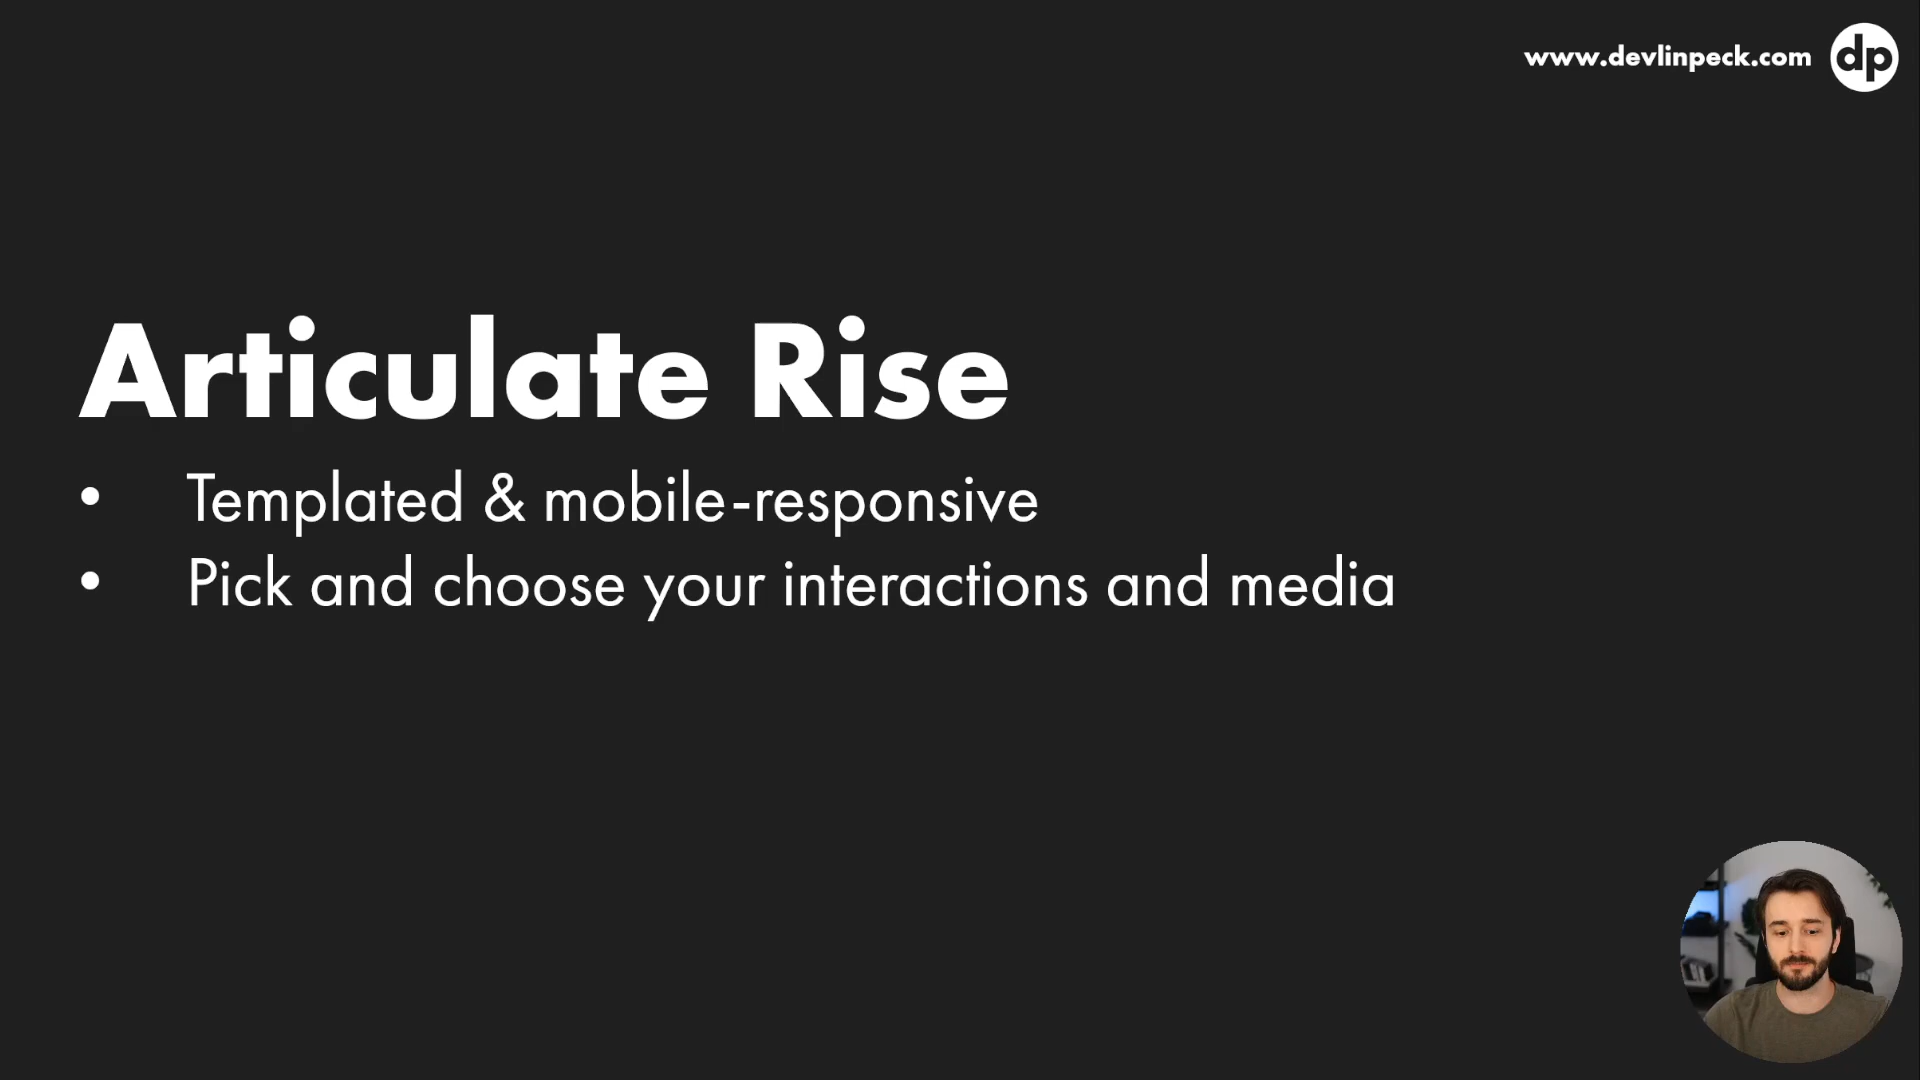 www.devlinpeck.com dp
Articulate Rise
• Templated & mobile-responsive
• Pick and choose your interactions and media